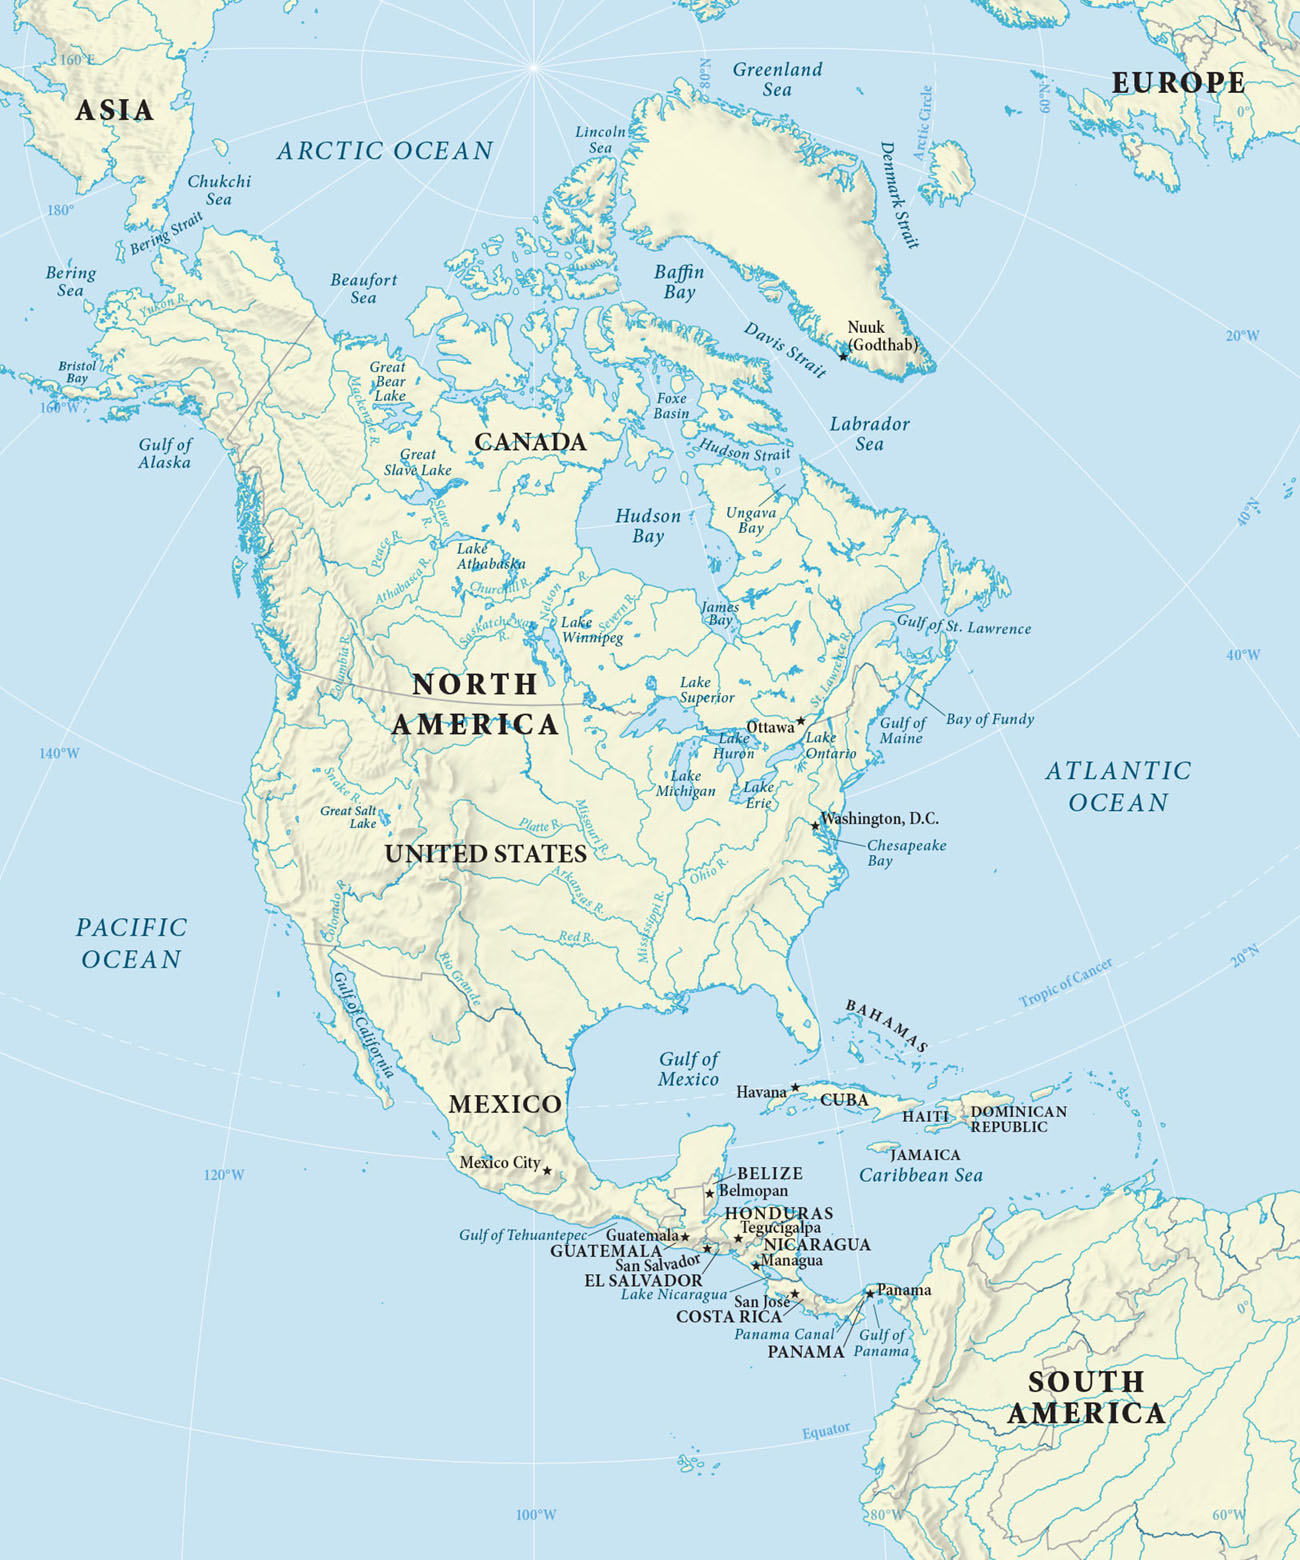 Greenland
Sea
80°N
60°N
EUROPE
0°
160°E
ASIA
Arctic Circle
Lincoln
Sea
ARCTIC OCEAN
Denmark Strait
Chukchi
Sea
180°
Bering Strait
Bering
Sea
Beaufort
Sea
Baffin
Bay
Yukon R.
Davis Strait
Nuuk
(Godthab)
20°W
Bristol
Bay
160°W
Great
Bear
Lake
Mackenzie R.
Foxe
Basin
Labrador
Sea
Gulf of
Alaska
CANADA
Hudson Strait
Great
Slave Lake
Slave
R.
Hudson
Bay
Ungava
Bay
40°N
Peace R.
Lake
Athabaska
Athabasca R.
Churchill R.
Nelson R.
Severn R.
James
Bay
Saskatchewan
R.
Lake
Winnipeg
Gulf of St. Lawrence
Columbia R.
St. Lawrence R.
40°W
NORTH
AMERICA
Lake
Superior
Ottawa
Lake
Huron
Lake
Ontario
Gulf of
Maine
Bay of Fundy
140°W
Lake
Michigan
Lake
Erie
ATLANTIC
OCEAN
Snake R.
Great Salt
Lake
Platte R.
Missouri R.
Washington, D.C.
Chesapeake
Bay
UNITED STATES
Ohio R.
Arkansas R.
Colorado R.
Mississippi R.
PACIFIC
OCEAN
Red R.
Rio Grande
Gulf of California
20°N
Tropic of Cancer
BAHAMAS
Gulf of
Mexico
Havana
CUBA
MEXICO
HAITI
DOMINICAN
REPUBLIC
JAMAICA
Caribbean Sea
Mexico City
120°W
BELIZE
Belmopan
HONDURAS
Tegucigalpa
Gulf of Tehuantepec
Guatemala
GUATEMALA
NICARAGUA
San Salvador
Managua
EL SALVADOR
Lake Nicaragua
San José
COSTA RICA
Panama
Panama Canal
PANAMA
Gulf of
Panama
0°
SOUTH
AMERICA
Equator
100°W
80°W
60°W